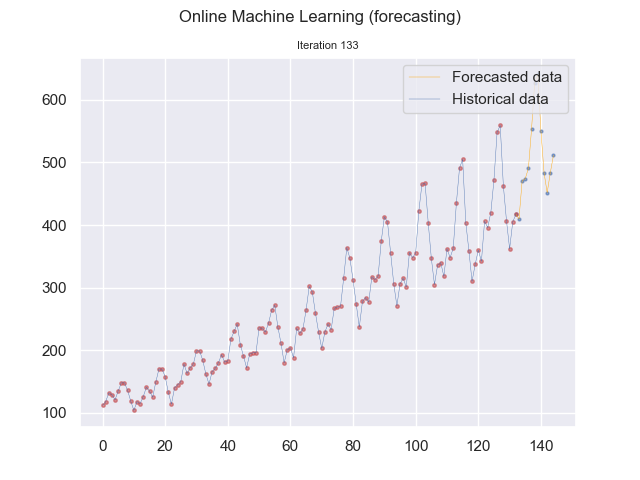 Online Machine Learning (forecasting)
Iteration 133
Forecasted data
Historical data
600
500
400
300
200
100
0 20 40 60 80 100 120 140